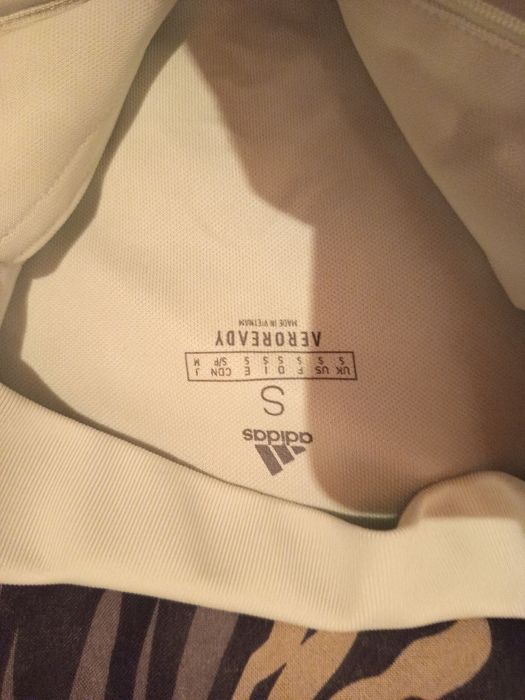 adidas
S
UK US F D I E CDN J
S S S S S S S/P M
AEROREADY
MADE IN VIETNAM